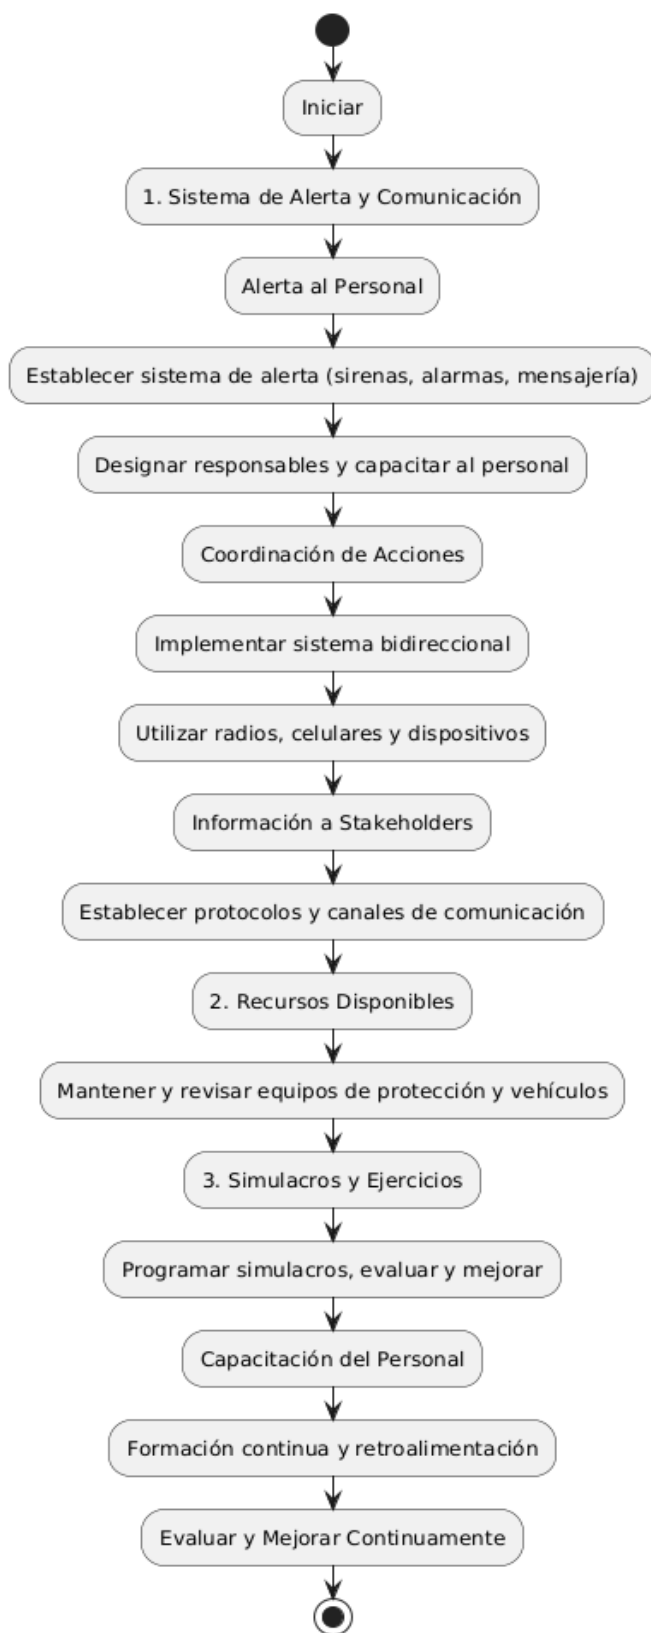 Iniciar
1. Sistema de Alerta y Comunicación
Alerta al Personal
Establecer sistema de alerta (sirenas, alarmas, mensajería)
Designar responsables y capacitar al personal
Coordinación de Acciones
Implementar sistema bidireccional
Utilizar radios, celulares y dispositivos
Información a Stakeholders
Establecer protocolos y canales de comunicación
2. Recursos Disponibles
Mantener y revisar equipos de protección y vehículos
3. Simulacros y Ejercicios
Programar simulacros, evaluar y mejorar
Capacitación del Personal
Formación continua y retroalimentación
Evaluar y Mejorar Continuamente